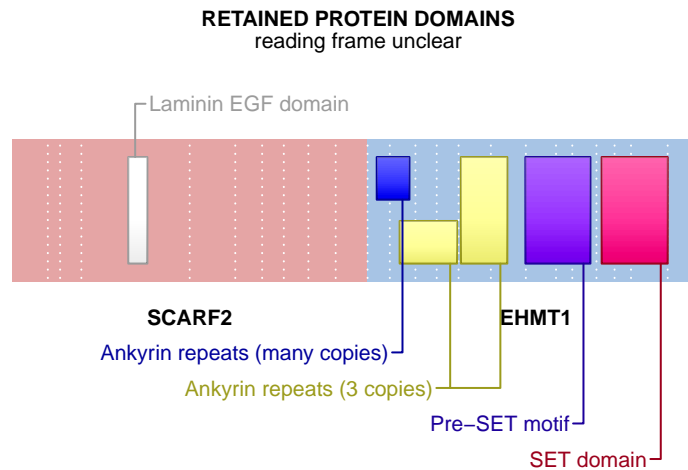 RETAINED PROTEIN DOMAINS
reading frame unclear
Laminin EGF domain
SCARF2
EHMT1
Ankyrin repeats (many copies)
Ankyrin repeats (3 copies)
Pre−SET motif
SET domain